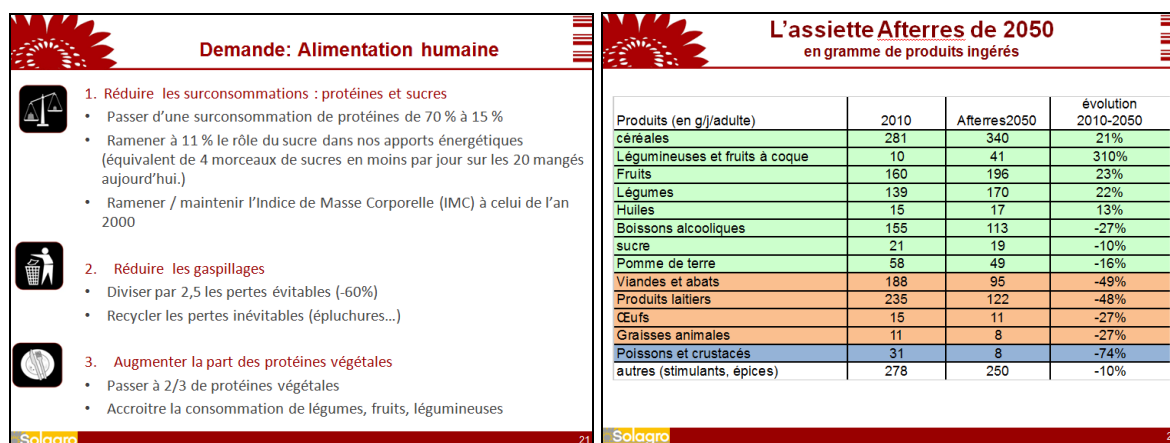 Demande: Alimentation humaine
1. Réduire les surconsommations : protéines et sucres
• Passer d'une surconsommation de protéines de 70 % à 15 %
• Ramener à 11 % le rôle du sucre dans nos apports énergétiques
(équivalent de 4 morceaux de sucres en moins par jour sur les 20 mangés
aujourd'hui.)
• Ramener / maintenir l'Indice de Masse Corporelle (IMC) à celui de l'an
2000
2. Réduire les gaspillages
• Diviser par 2,5 les pertes évitables (-60%)
• Recycler les pertes inévitables (épluchures...)
3. Augmenter la part des protéines végétales
• Passer à 2/3 de protéines végétales
• Accroitre la consommation de légumes, fruits, légumineuses
Solagro 21
L'assiette Afterres de 2050
en gramme de produits ingérés
Produits (en g/j/adulte) 2010 Afterres2050 évolution 2010-2050
céréales 281 340 21%
Légumineuses et fruits à coque 10 41 310%
Fruits 160 196 23%
Légumes 139 170 22%
Huiles 15 17 13%
Boissons alcooliques 155 113 -27%
sucre 21 19 -10%
Pomme de terre 58 49 -16%
Viandes et abats 188 95 -49%
Produits laitiers 235 122 -48%
Œufs 15 11 -27%
Graisses animales 11 8 -27%
Poissons et crustacés 31 8 -74%
autres (stimulants, épices) 278 250 -10%
Solagro